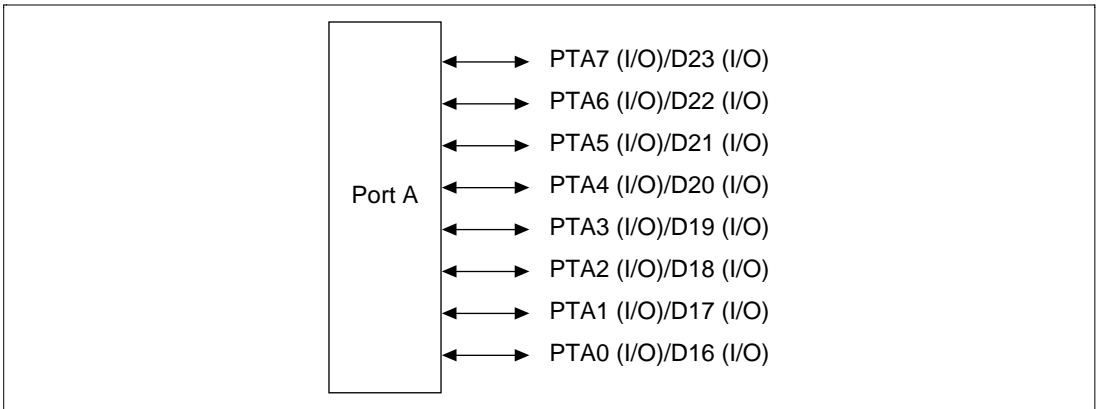 PTA7 (I/O)/D23 (I/O)
PTA6 (I/O)/D22 (I/O)
PTA5 (I/O)/D21 (I/O)
PTA4 (I/O)/D20 (I/O)
Port A
PTA3 (I/O)/D19 (I/O)
PTA2 (I/O)/D18 (I/O)
PTA1 (I/O)/D17 (I/O)
PTA0 (I/O)/D16 (I/O)